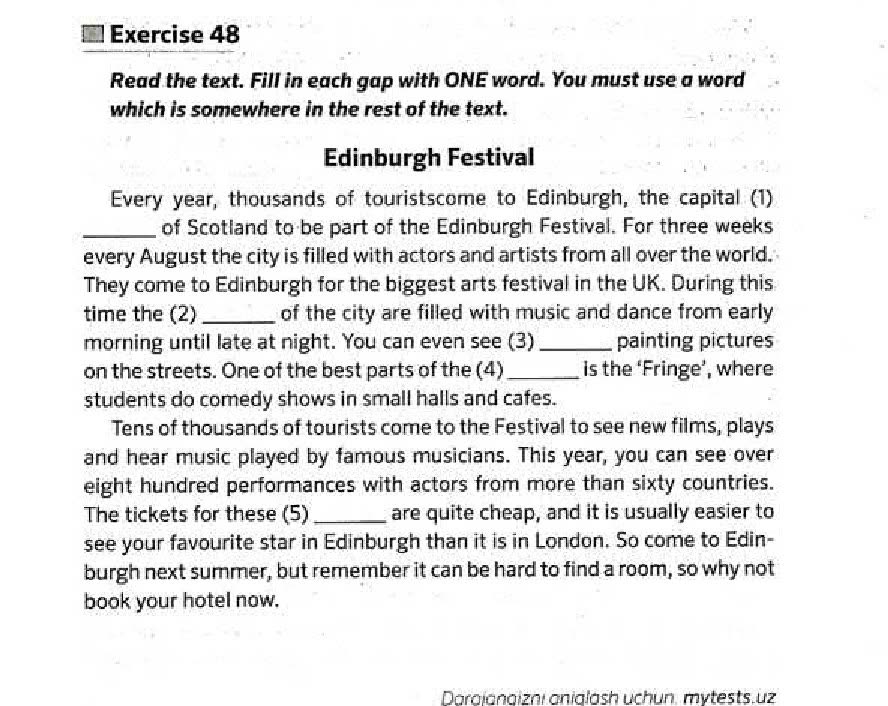 Exercise 48
Read the text. Fill in each gap with ONE word. You must use a word
which is somewhere in the rest of the text.
Edinburgh Festival
Every year, thousands of touristscome to Edinburgh, the capital (1)
_______ of Scotland to be part of the Edinburgh Festival. For three weeks
every August the city is filled with actors and artists from all over the world.
They come to Edinburgh for the biggest arts festival in the UK. During this
time the (2) _______ of the city are filled with music and dance from early
morning until late at night. You can even see (3) _______ painting pictures
on the streets. One of the best parts of the (4) _______ is the ‘Fringe’, where
students do comedy shows in small halls and cafes.
Tens of thousands of tourists come to the Festival to see new films, plays
and hear music played by famous musicians. This year, you can see over
eight hundred performances with actors from more than sixty countries.
The tickets for these (5) _______ are quite cheap, and it is usually easier to
see your favourite star in Edinburgh than it is in London. So come to Edin-
burgh next summer, but remember it can be hard to find a room, so why not
book your hotel now.
Darajangizni aniqlash uchun: mytests.uz